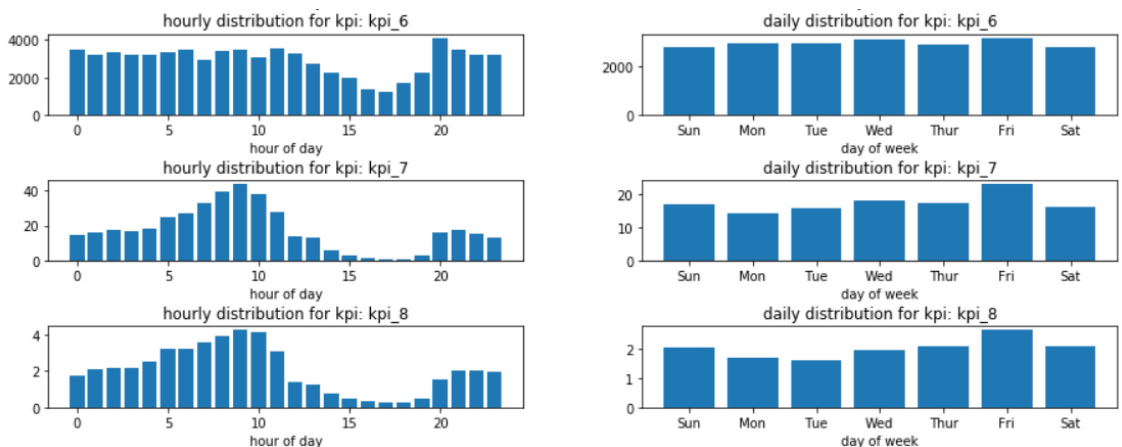 hourly distribution for kpi: kpi_6
4000
2000
0
0 5 10 15 20
hour of day
daily distribution for kpi: kpi_6
2000
0
Sun Mon Tue Wed Thur Fri Sat
day of week
hourly distribution for kpi: kpi_7
40
20
0
0 5 10 15 20
hour of day
daily distribution for kpi: kpi_7
20
10
0
Sun Mon Tue Wed Thur Fri Sat
day of week
hourly distribution for kpi: kpi_8
4
2
0
0 5 10 15 20
hour of day
daily distribution for kpi: kpi_8
2
1
0
Sun Mon Tue Wed Thur Fri Sat
day of week